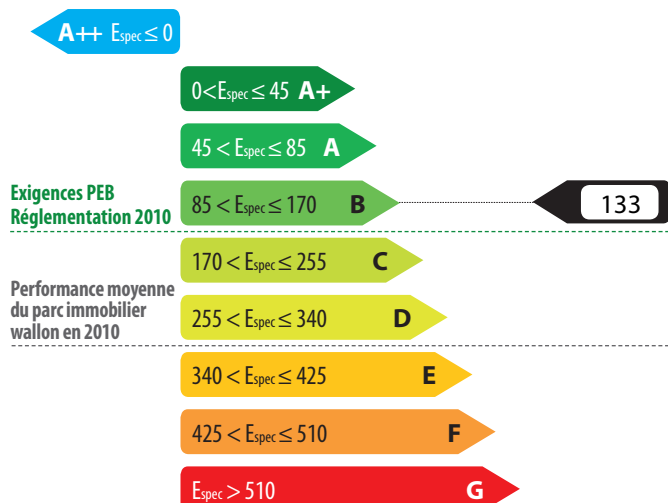 A++ Espec ≤ 0
0<Espec ≤ 45 A+
45 < Espec ≤ 85 A
Exigences PEB
Réglementation 2010
85 < Espec ≤ 170 B
133
170 < Espec ≤ 255 C
Performance moyenne
du parc immobilier
wallon en 2010
255 < Espec ≤ 340 D
340 < Espec ≤ 425 E
425 < Espec ≤ 510 F
Espec > 510 G